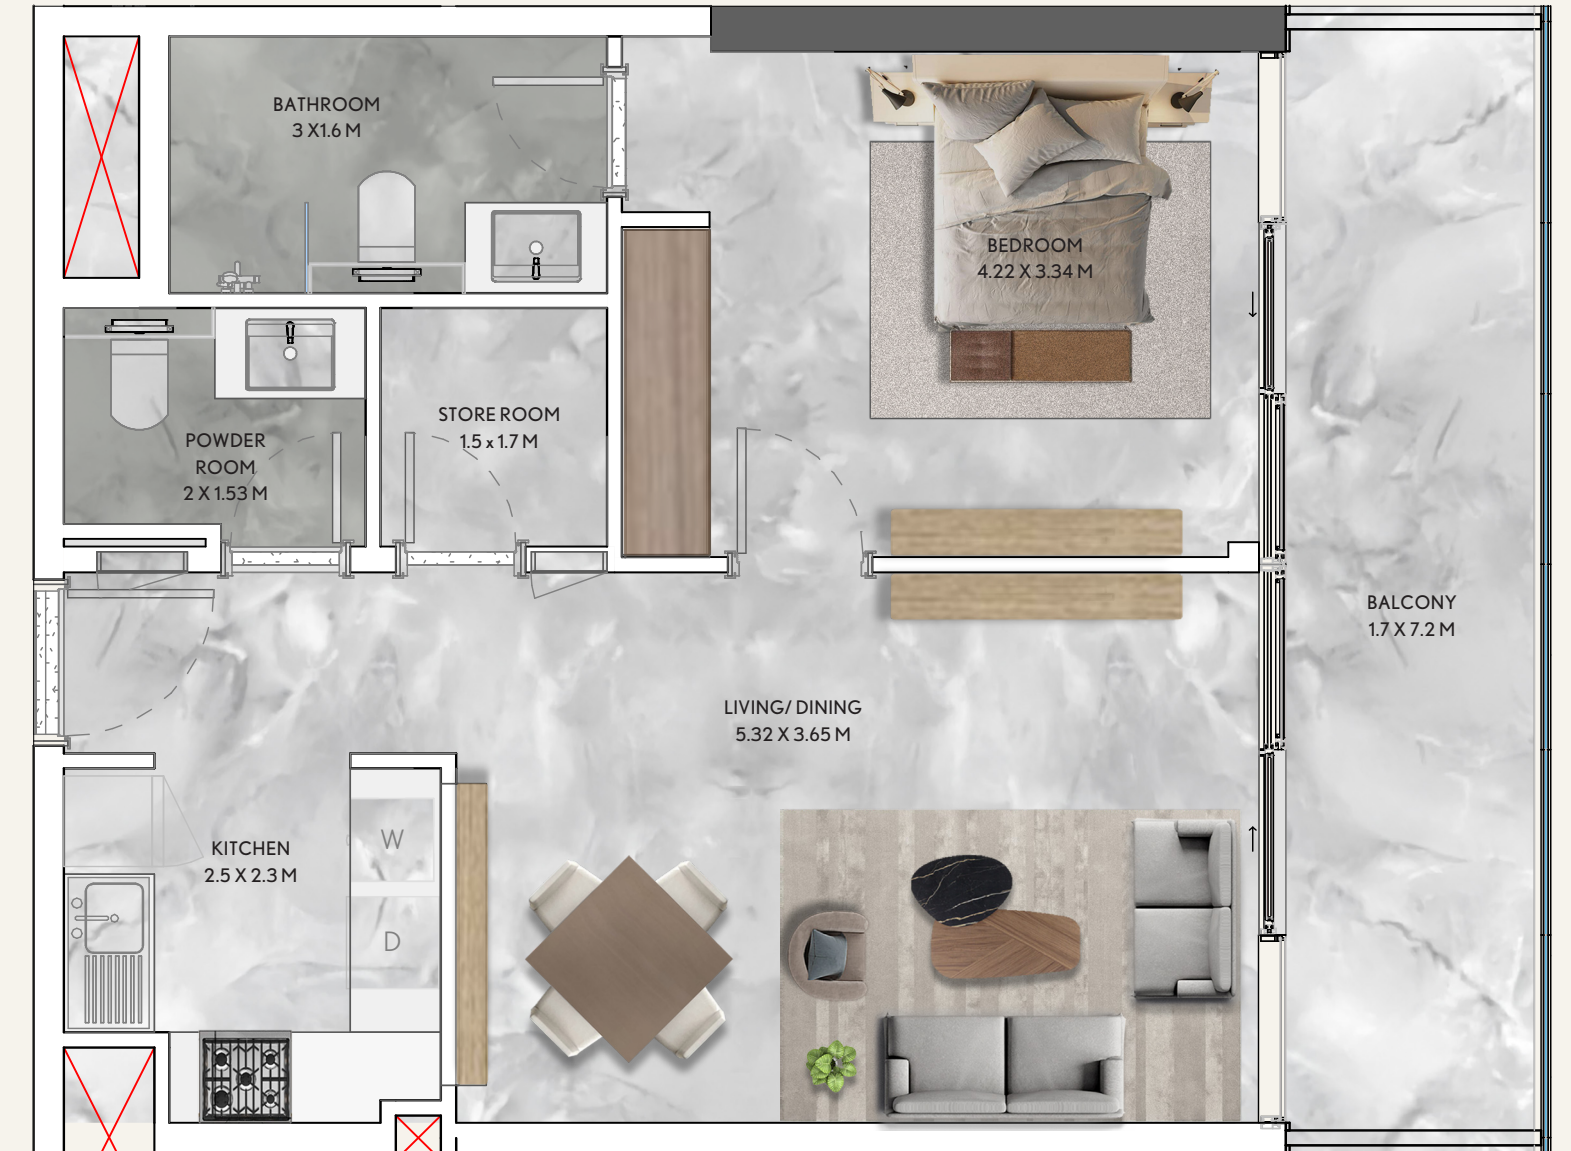 BATHROOM
3 X1.6 M
BEDROOM
4.22 X 3.34 M
STORE ROOM
1.5 x 1.7 M
POWDER
ROOM
2 X 1.53 M
BALCONY
1.7 X 7.2 M
LIVING/ DINING
5.32 X 3.65 M
KITCHEN
2.5 X 2.3 M
W
D